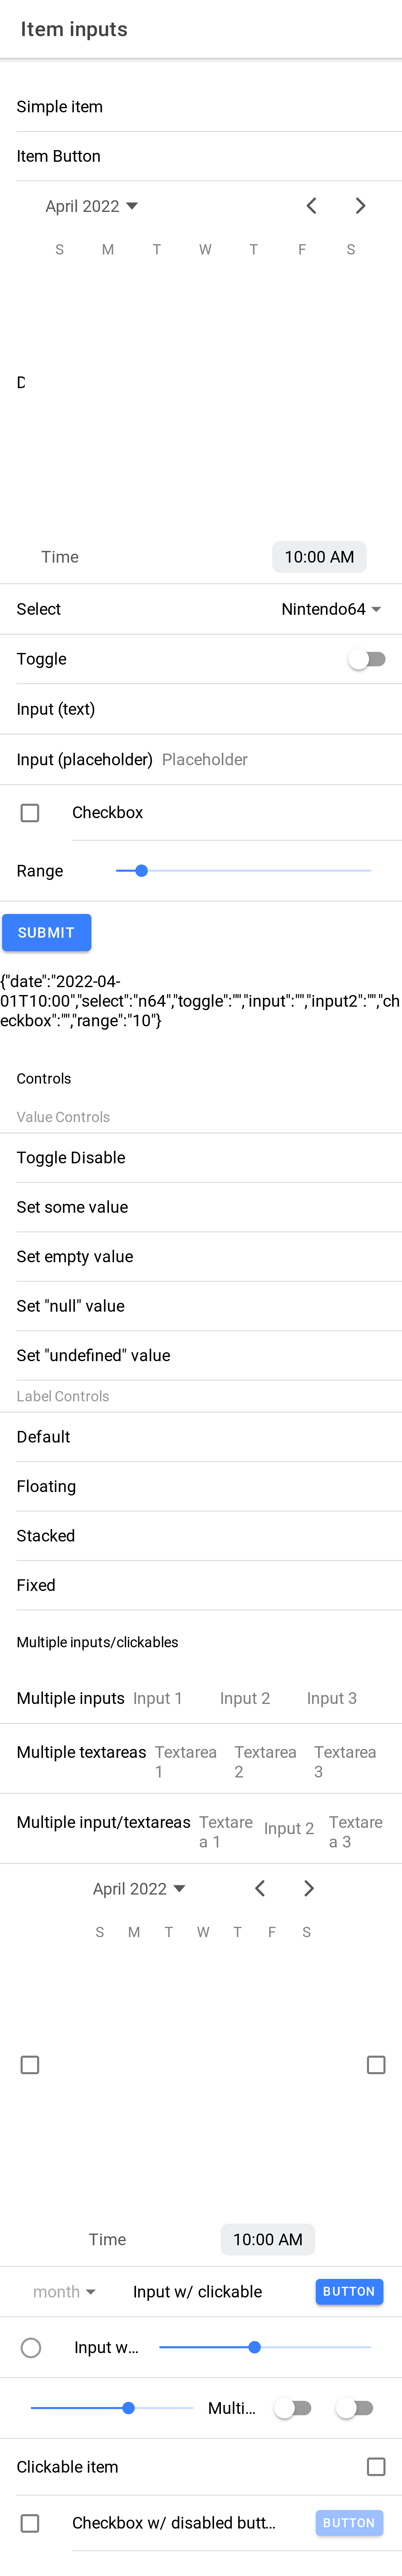 Item inputs
Simple item
Item Button
April 2022
S M T W T F S
Time 10:00 AM
Select Nintendo64
Toggle
Input (text)
Input (placeholder) Placeholder
Checkbox
Range
SUBMIT
{"date":"2022-04-
01T10:00","select":"n64","toggle":"","input":"","input2":"","ch
eckbox":"","range":"10"}
Controls
Value Controls
Toggle Disable
Set some value
Set empty value
Set "null" value
Set "undefined" value
Label Controls
Default
Floating
Stacked
Fixed
Multiple inputs/clickables
Multiple inputs Input 1 Input 2 Input 3
Multiple textareas Textarea Textarea Textarea
1 2 3
Multiple input/textareas Textare Input 2 Textare
a 1 a 3
April 2022
S M T W T F S
Time 10:00 AM
month Input w/ clickable BUTTON
Input w...
Multi...
Clickable item
Checkbox w/ disabled butt... BUTTON